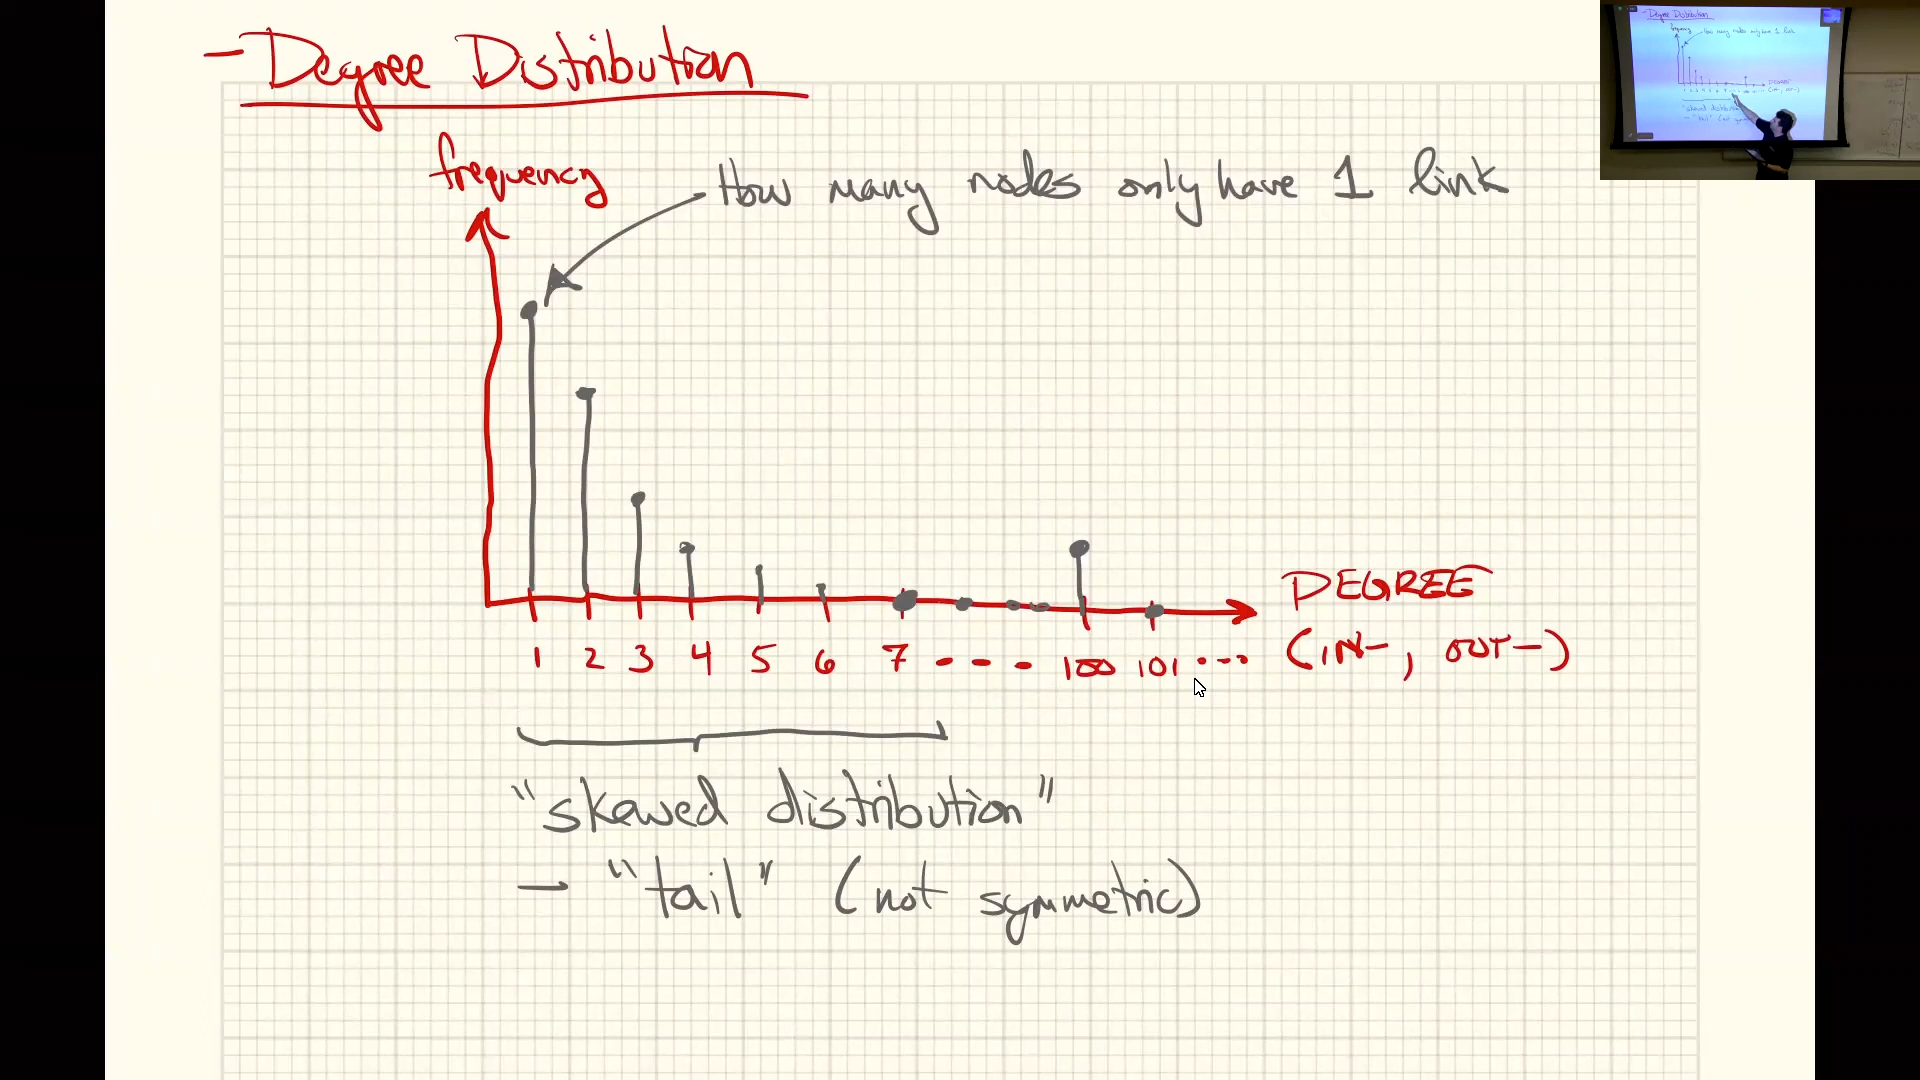 - Degree Distribution
frequency
How many nodes only have 1 link
DEGREE
(IN-, OUT-)
1 2 3 4 5 6 7 - - - 100 101 ...
"skewed distribution"
- "tail" (not symmetric)